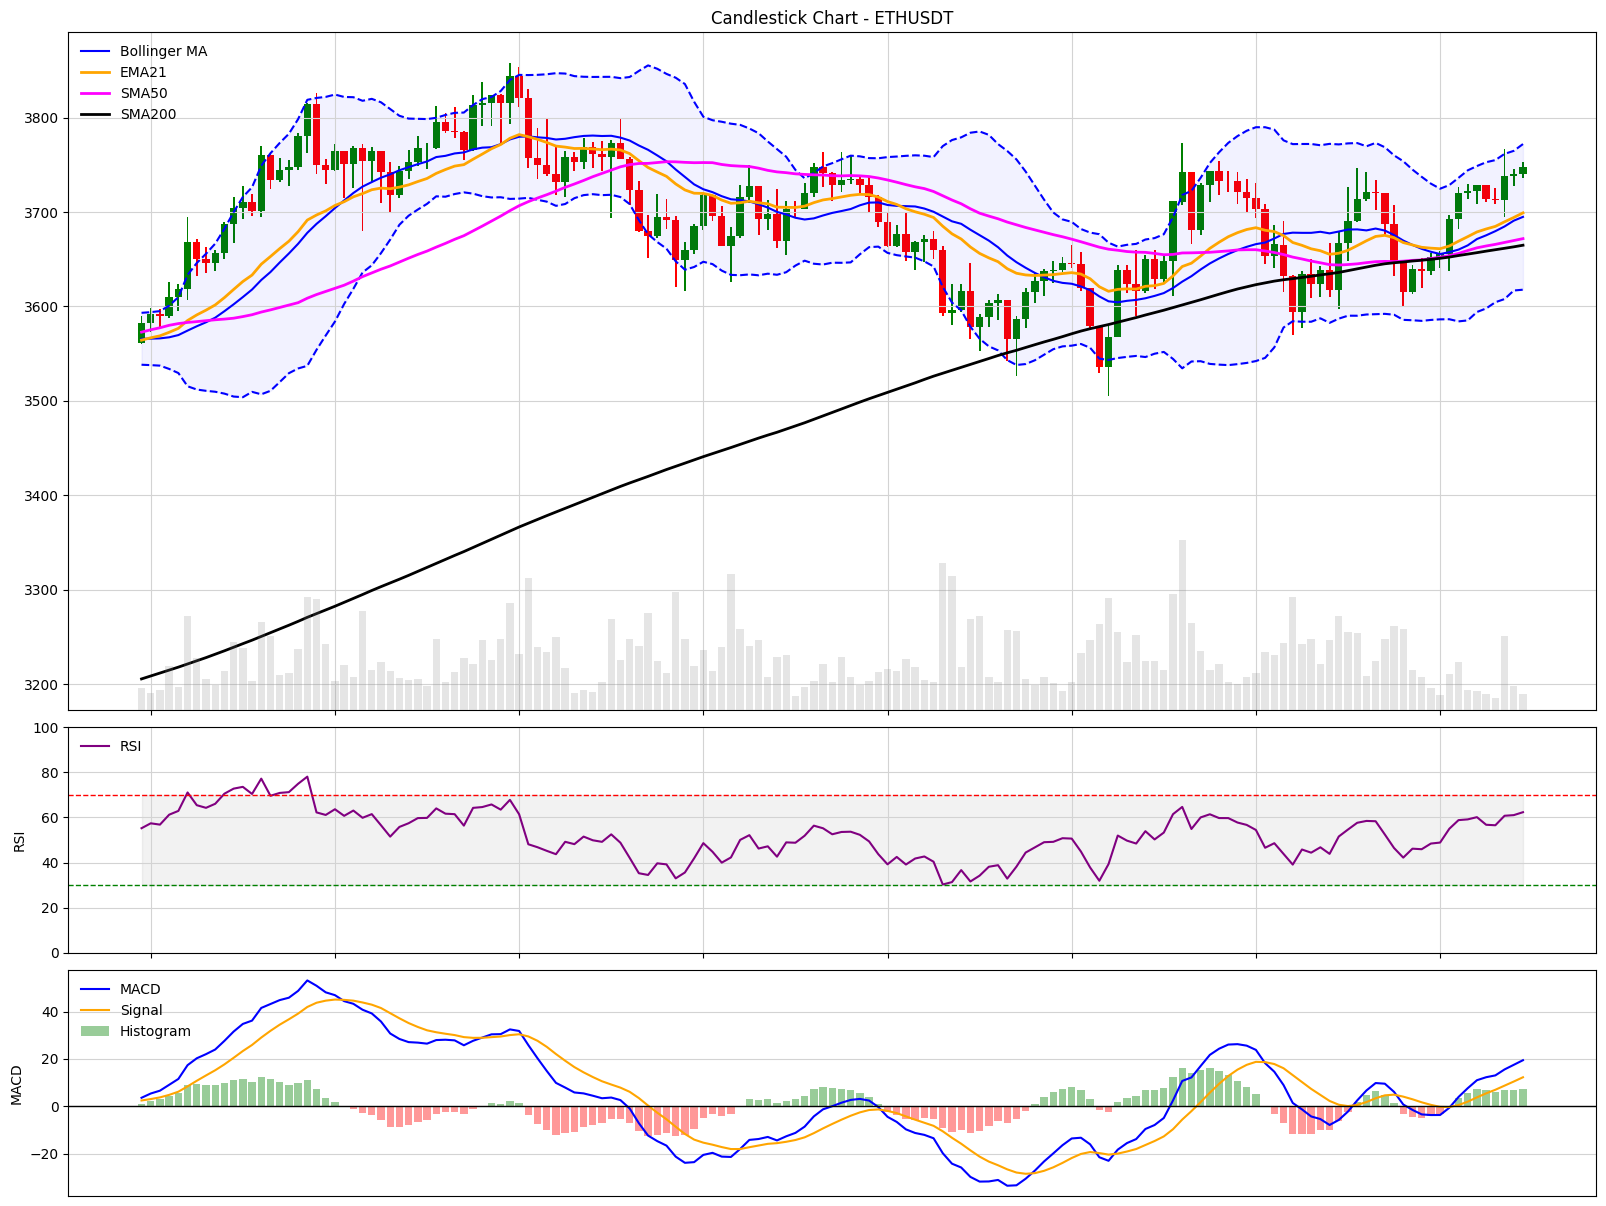 Candlestick Chart - ETHUSDT
Bollinger MA
EMA21
SMA50
SMA200
3800
3700
3600
3500
3400
3300
3200
100
80
60
40
20
0
RSI
RSI
40
20
0
−20
MACD
MACD
Signal
Histogram